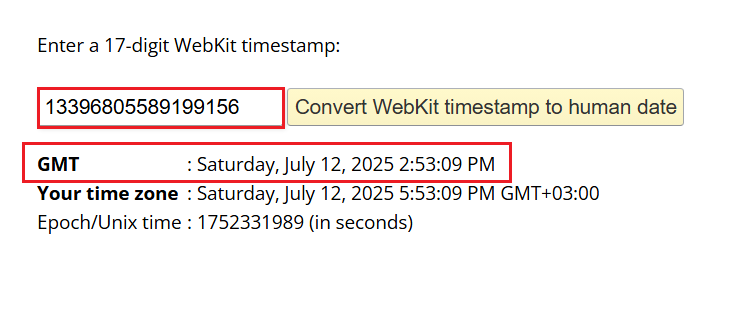 Enter a 17-digit WebKit timestamp:
13396805589199156 Convert WebKit timestamp to human date
GMT : Saturday, July 12, 2025 2:53:09 PM
Your time zone : Saturday, July 12, 2025 5:53:09 PM GMT+03:00
Epoch/Unix time : 1752331989 (in seconds)